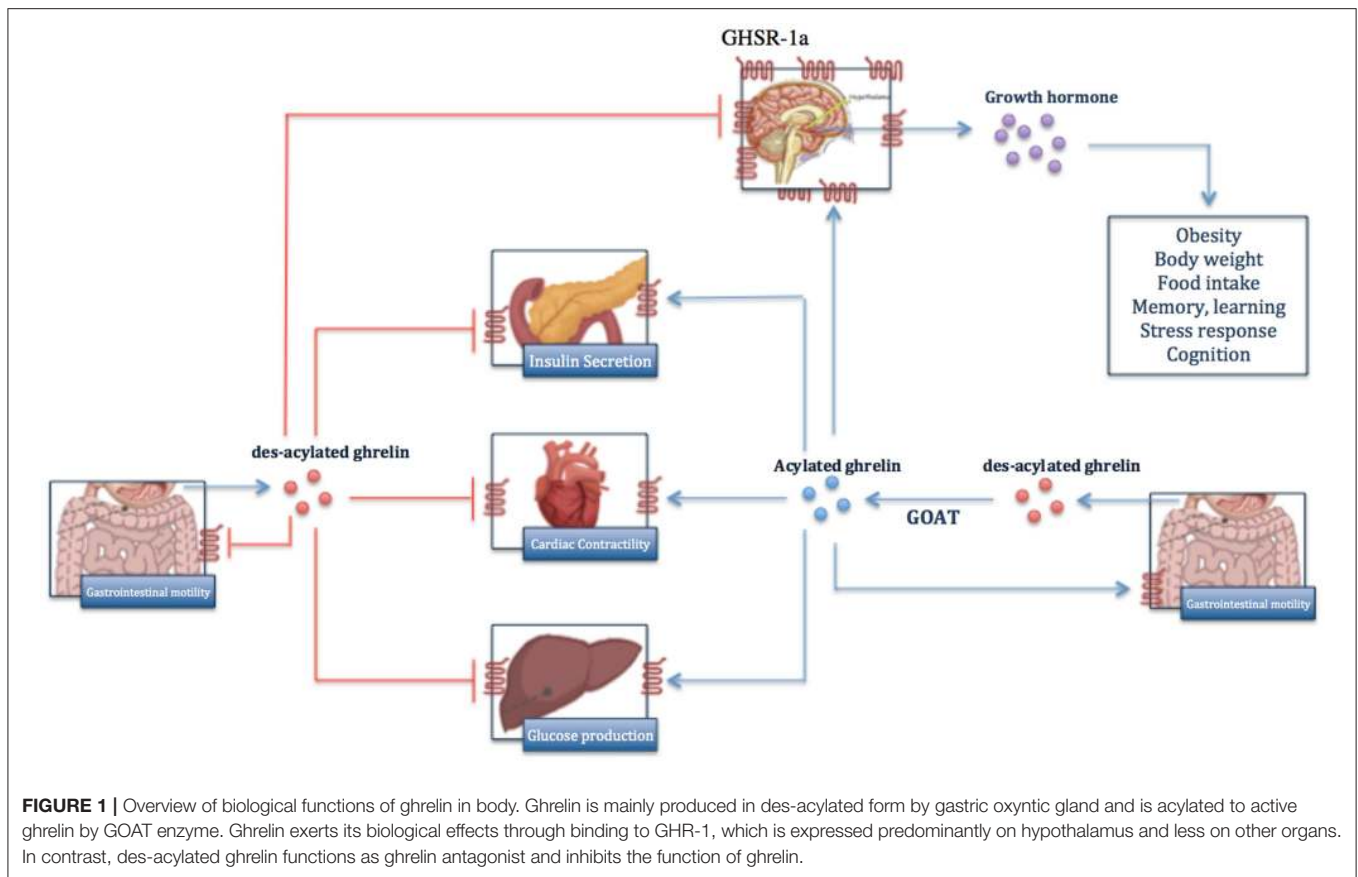 GHSR-1a
Hypothalamus
Growth hormone
Obesity
Body weight
Food intake
Memory, learning
Stress response
Cognition
Insulin Secretion
des-acylated ghrelin
Acylated ghrelin
des-acylated ghrelin
GOAT
Cardiac Contractility
Gastrointestinal motility
Gastrointestinal motility
Glucose production
FIGURE 1 | Overview of biological functions of ghrelin in body. Ghrelin is mainly produced in des-acylated form by gastric oxyntic gland and is acylated to active
ghrelin by GOAT enzyme. Ghrelin exerts its biological effects through binding to GHR-1, which is expressed predominantly on hypothalamus and less on other organs.
In contrast, des-acylated ghrelin functions as ghrelin antagonist and inhibits the function of ghrelin.